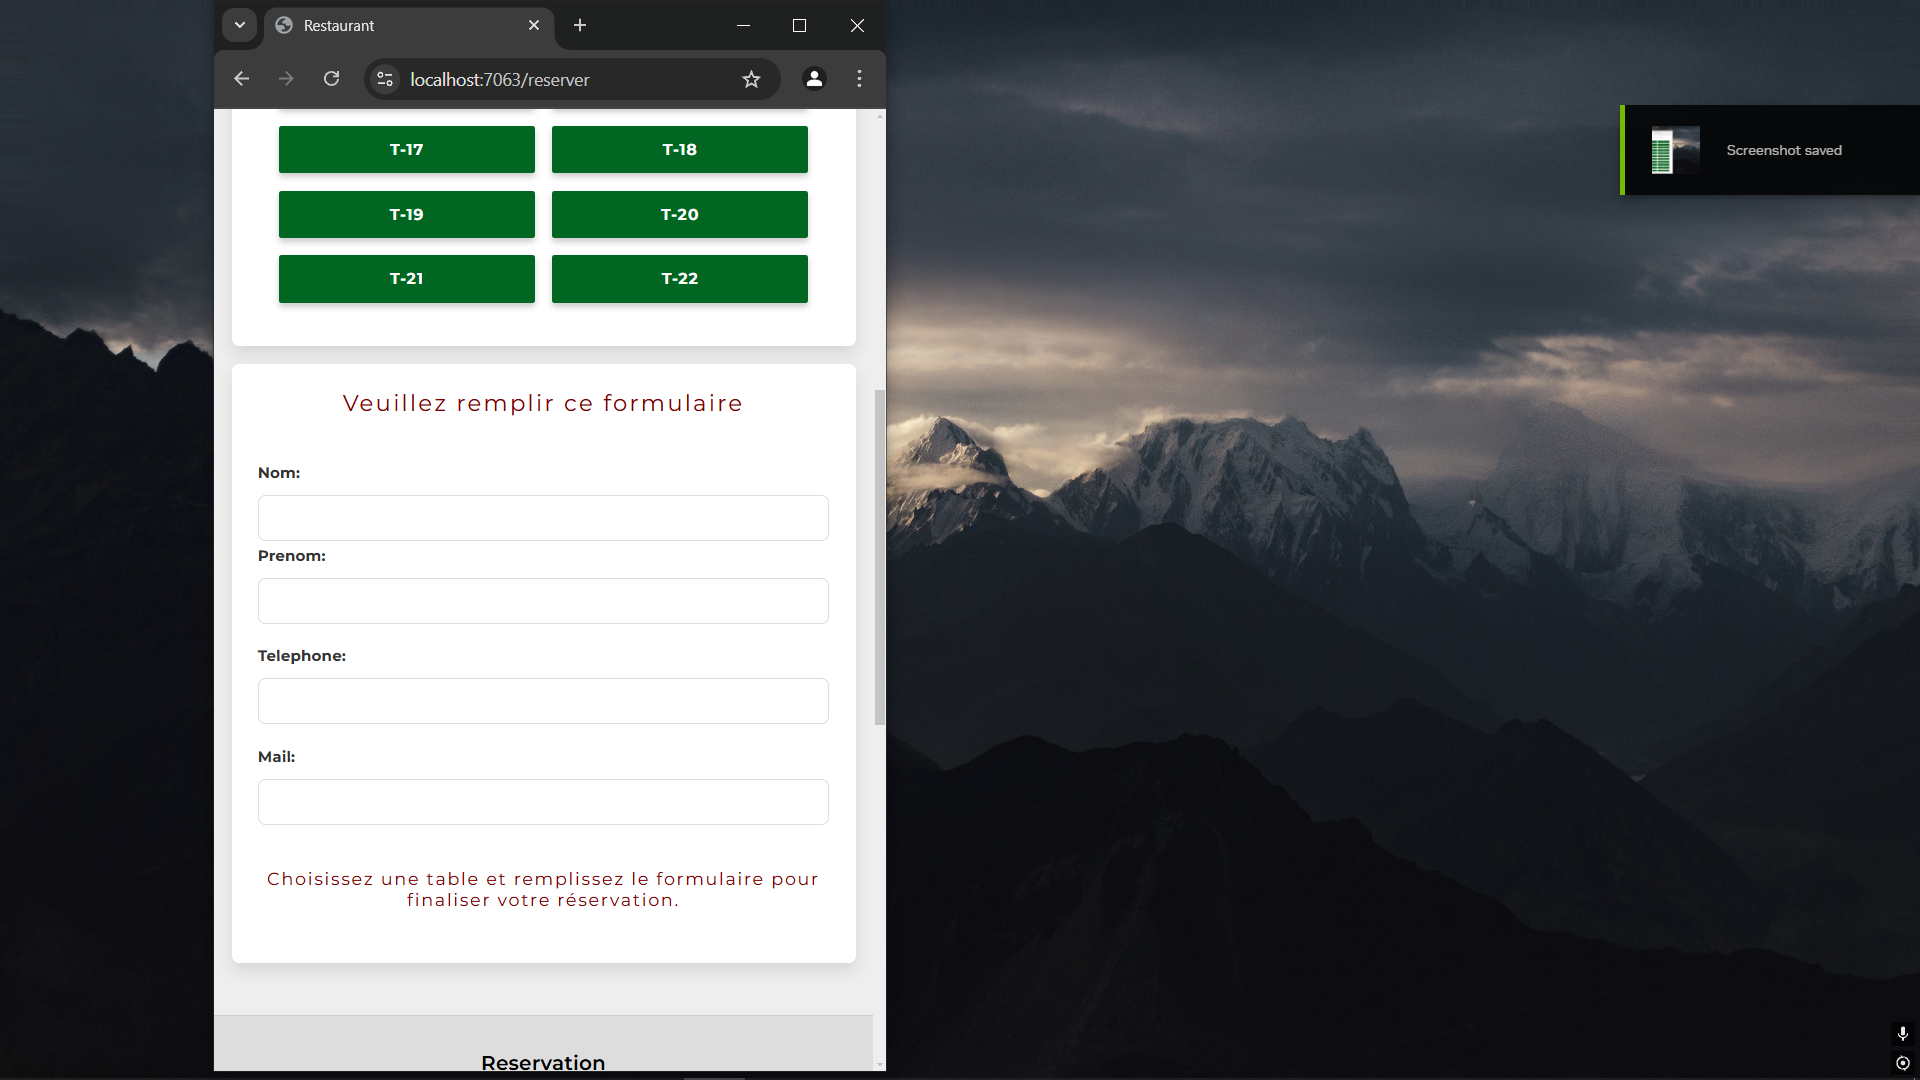 Restaurant
localhost:7063/reserver
T-17
T-18
T-19
T-20
T-21
T-22
Veuillez remplir ce formulaire
Nom:
Prenom:
Telephone:
Mail:
Choisissez une table et remplissez le formulaire pour
finaliser votre réservation.
Reservation
Screenshot saved